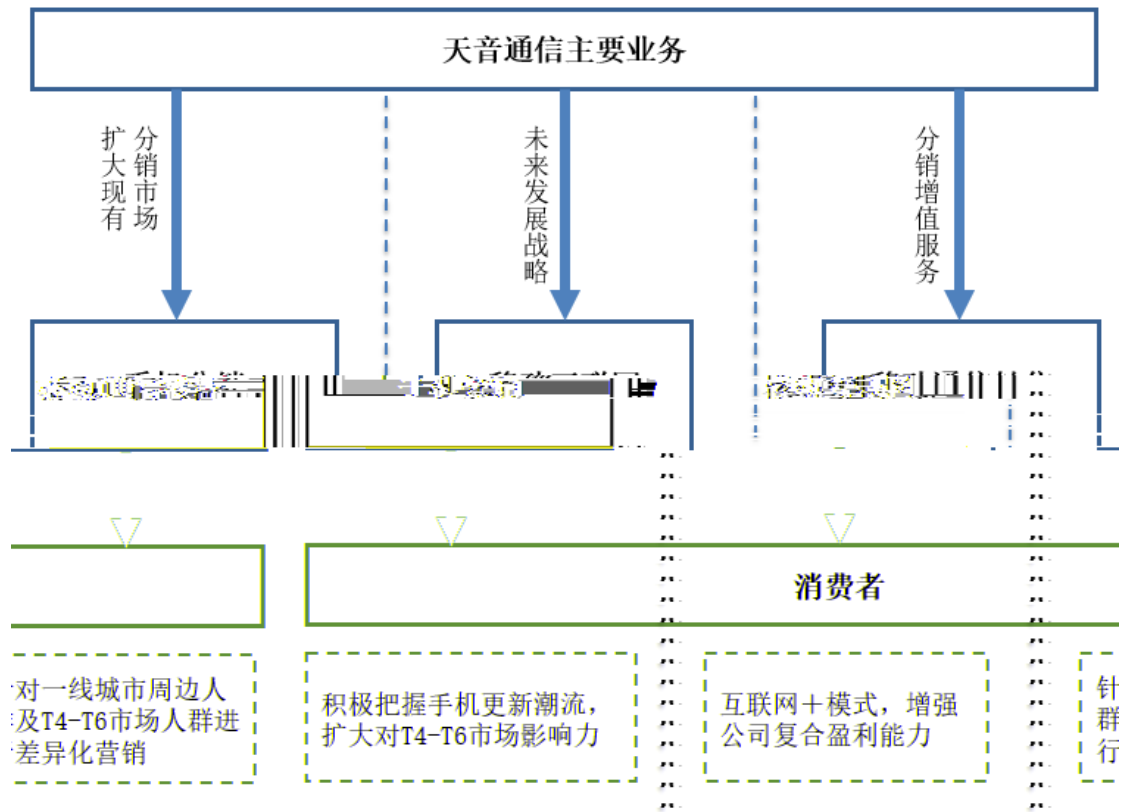 天音通信主要业务
扩大现有
分销市场
未来发展战略
分销增值服务
消费者
对一线城市周边人
及T4-T6市场人群进
差异化营销
积极把握手机更新潮流，
扩大对T4-T6市场影响力
互联网＋模式，增强
公司复合盈利能力
针
群
行